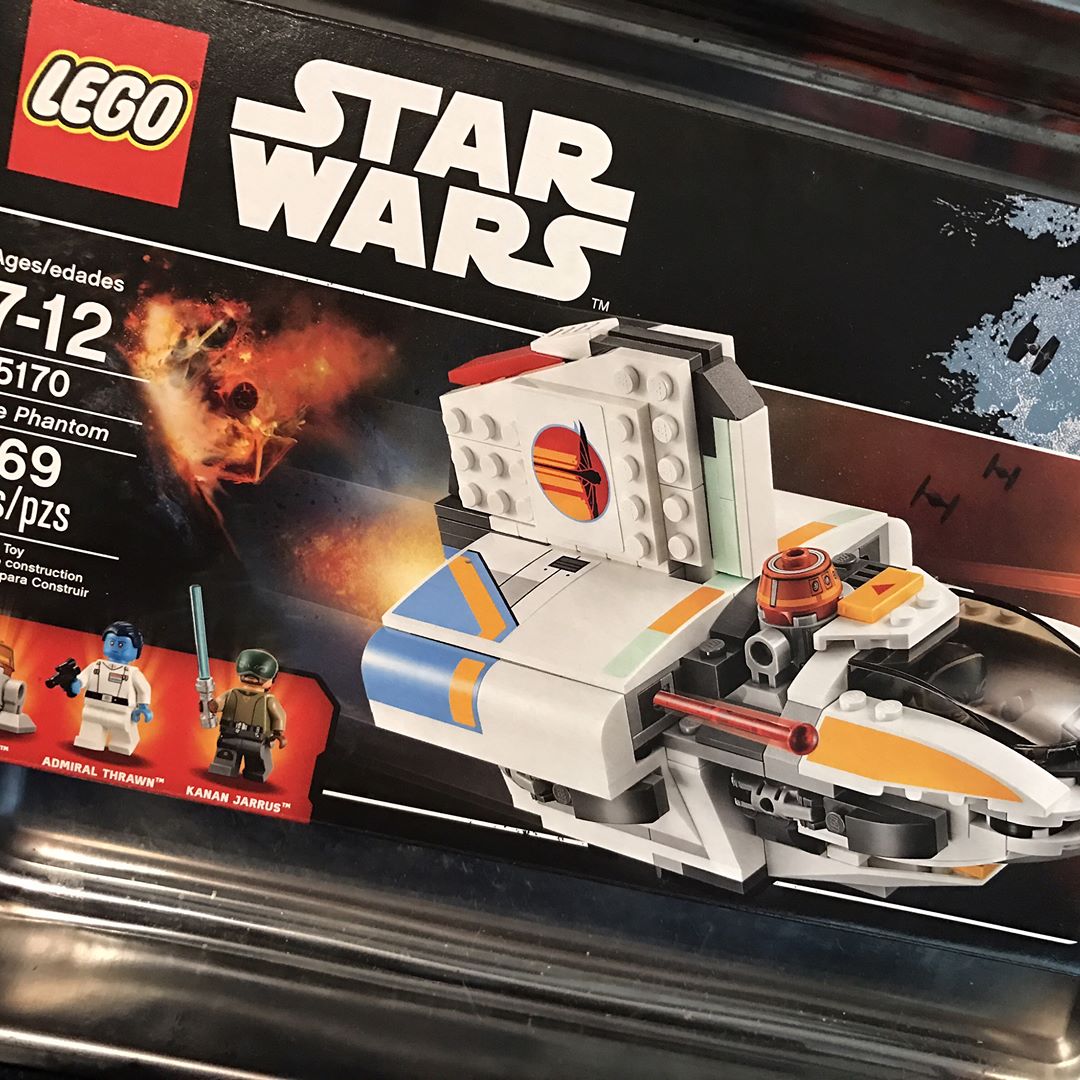 LEGO
STAR
WARS
™
Ages/edades
7-12
5170
e Phantom
69
s/pzs
Toy
construction
para Construir
™
ADMIRAL THRAWN™
KANAN JARRUS™